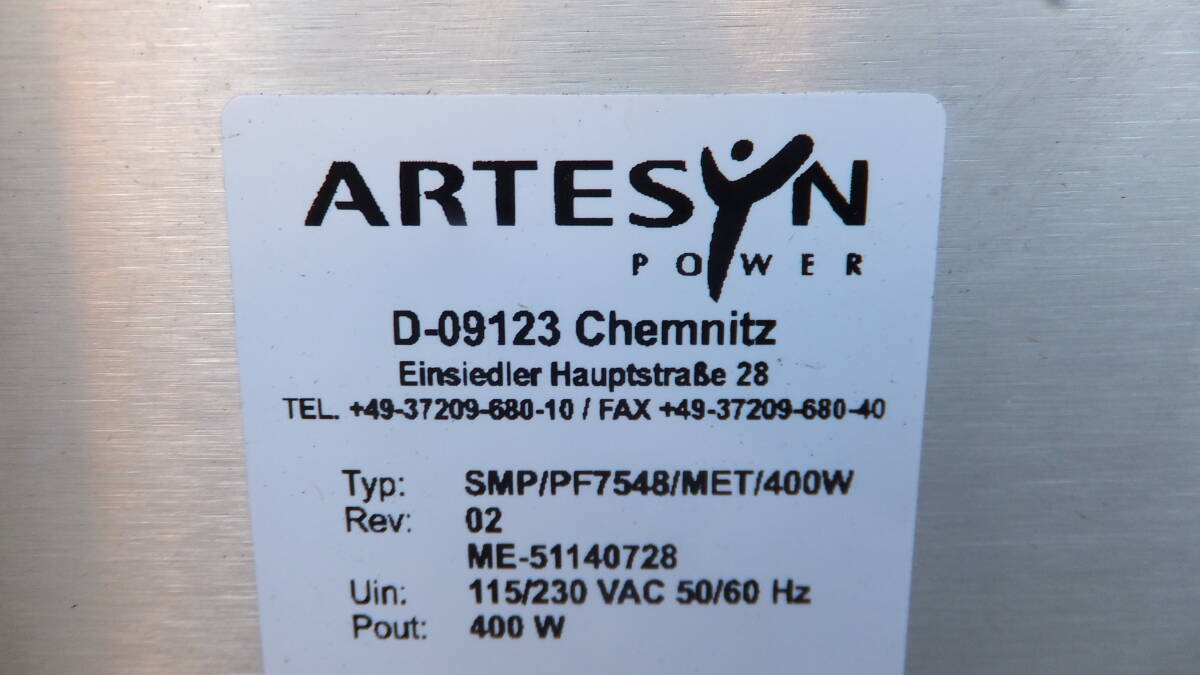 ARTESYN
POWER
D-09123 Chemnitz
Einsiedler Hauptstraße 28
TEL. +49-37209-680-10 / FAX +49-37209-680-40
Typ: SMP/PF7548/MET/400W
Rev: 02
ME-51140728
Uin: 115/230 VAC 50/60 Hz
Pout: 400 W